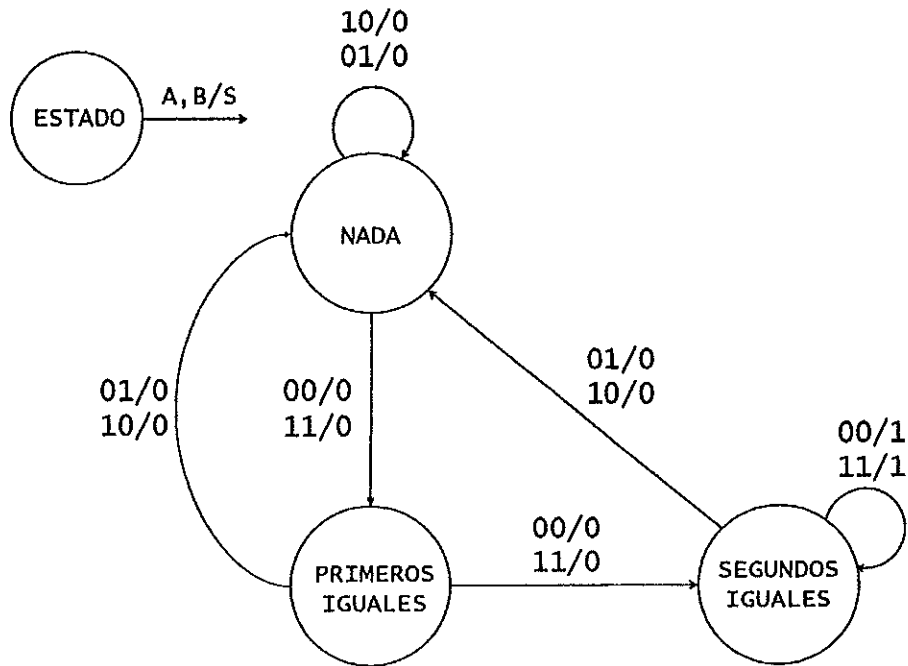 10/0
01/0
A,B/S
ESTADO
NADA
01/0
10/0
00/0
11/0
01/0
10/0
00/1
11/1
00/0
11/0
PRIMEROS
IGUALES
SEGUNDOS
IGUALES